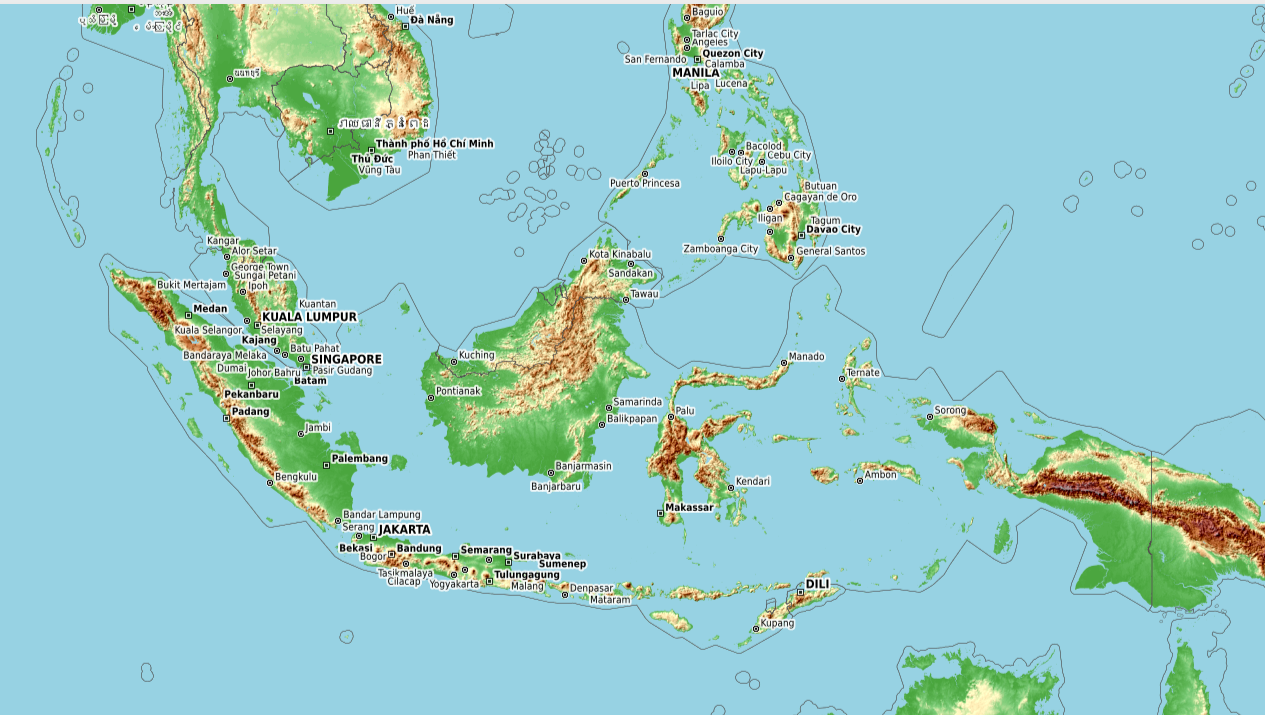 Hué
Đà Nẵng
Baguio
Tarlac City
Angeles
Quezon City
San Fernando
Calamba
MANILA
Lipa
Lucena
နนทบุรี
Thành phố Hồ Chí Minh
Phan Thiết
Thủ Đức
Vũng Tàu
Bacolod
Iloilo City
Cebu City
Lapu-Lapu
Puerto Princesa
Butuan
Cagayan de Oro
Iligan
Tagum
Davao City
Zamboanga City
General Santos
Kangar
Alor Setar
George Town
Sungai Petani
Bukit Mertajam
Ipoh
Kota Kinabalu
Sandakan
Tawau
Kuantan
Medan
KUALA LUMPUR
Kuala Selangor
Selayang
Kajang
Batu Pahat
Bandaraya Melaka
SINGAPORE
Dumai
Johor Bahru
Pasir Gudang
Batam
Pekanbaru
Kuching
Manado
Ternate
Pontianak
Samarinda
Padang
Palu
Sorong
Balikpapan
Jambi
Palembang
Banjarmasin
Bengkulu
Banjarbaru
Kendari
Ambon
Makassar
Bandar Lampung
Serang
JAKARTA
Bekasi
Bandung
Bogor
Semarang
Surabaya
Sumenep
Tasikmalaya
Cilacap
Yogyakarta
Tulungagung
Malang
Denpasar
Mataram
DILI
Kupang